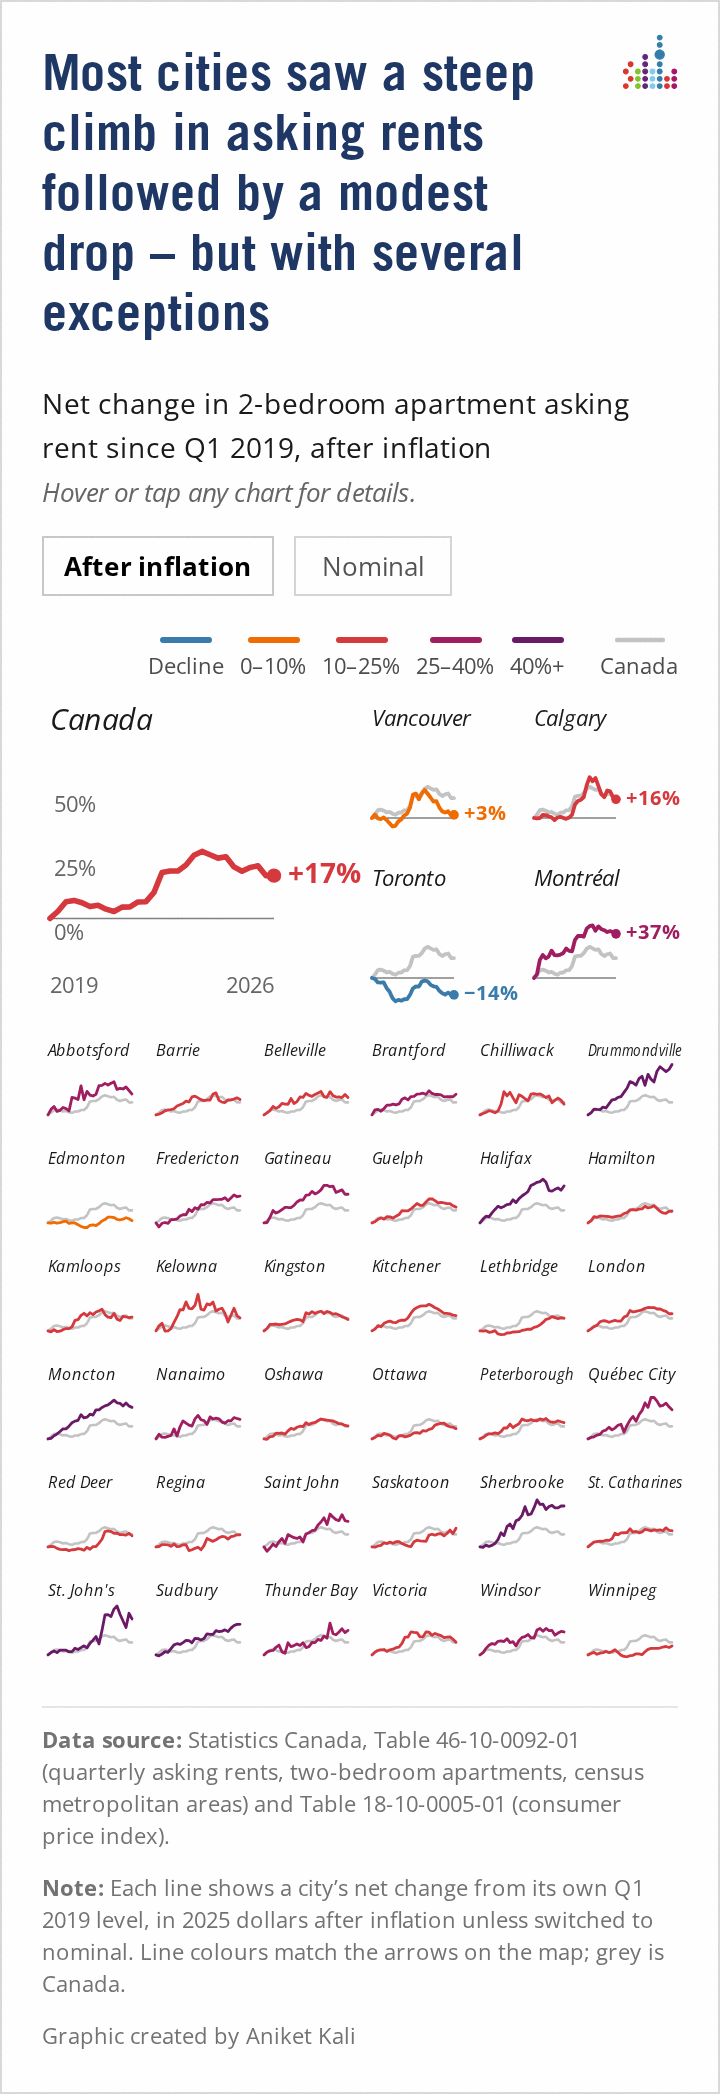 Most cities saw a steep
climb in asking rents
followed by a modest
drop – but with several
exceptions
Net change in 2-bedroom apartment asking
rent since Q1 2019, after inflation
Hover or tap any chart for details.
After inflation Nominal
Decline 0–10% 10–25% 25–40% 40%+ Canada
Canada
50%
25%
0%
+17%
2019 2026
Vancouver
+3%
Calgary
+16%
Toronto
−14%
Montréal
+37%
Abbotsford Barrie Belleville Brantford Chilliwack Drummondville
Edmonton Fredericton Gatineau Guelph Halifax Hamilton
Kamloops Kelowna Kingston Kitchener Lethbridge London
Moncton Nanaimo Oshawa Ottawa Peterborough Québec City
Red Deer Regina Saint John Saskatoon Sherbrooke St. Catharines
St. John's Sudbury Thunder Bay Victoria Windsor Winnipeg
Data source: Statistics Canada, Table 46-10-0092-01
(quarterly asking rents, two-bedroom apartments, census
metropolitan areas) and Table 18-10-0005-01 (consumer
price index).
Note: Each line shows a city’s net change from its own Q1
2019 level, in 2025 dollars after inflation unless switched to
nominal. Line colours match the arrows on the map; grey is
Canada.
Graphic created by Aniket Kali